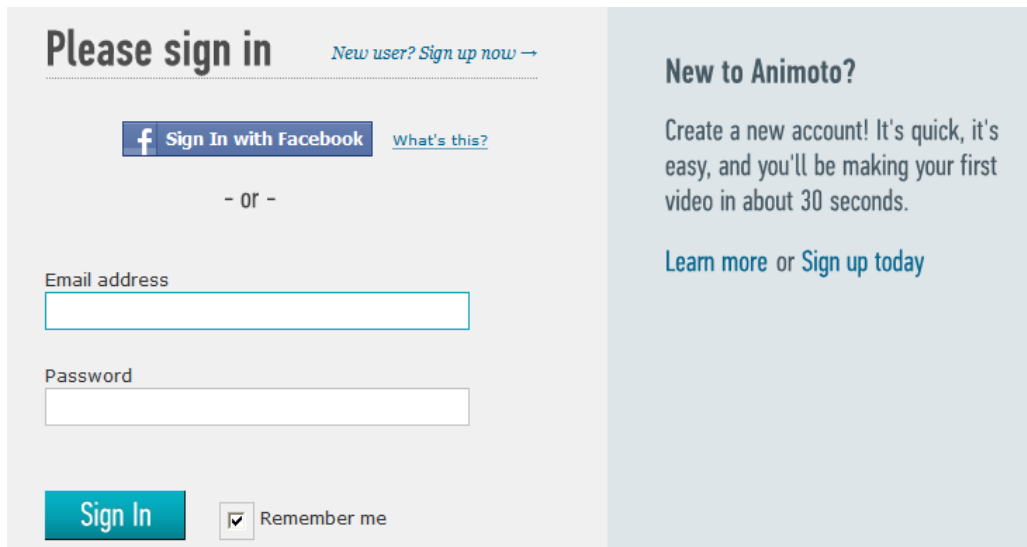 Please sign in
New user? Sign up now →
f Sign In with Facebook
What's this?
- or -
Email address
Password
Sign In
Remember me
New to Animoto?
Create a new account! It's quick, it's
easy, and you'll be making your first
video in about 30 seconds.
Learn more or Sign up today